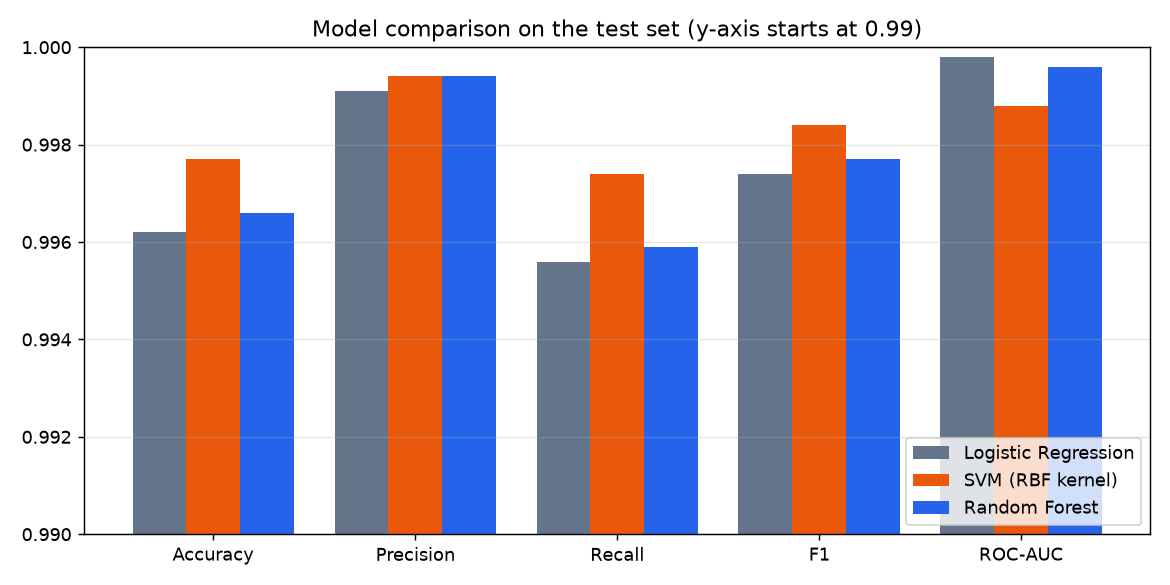 Model comparison on the test set (y-axis starts at 0.99)
1.000
0.998
0.996
0.994
0.992
0.990
Accuracy
Precision
Recall
F1
ROC-AUC
Logistic Regression
SVM (RBF kernel)
Random Forest